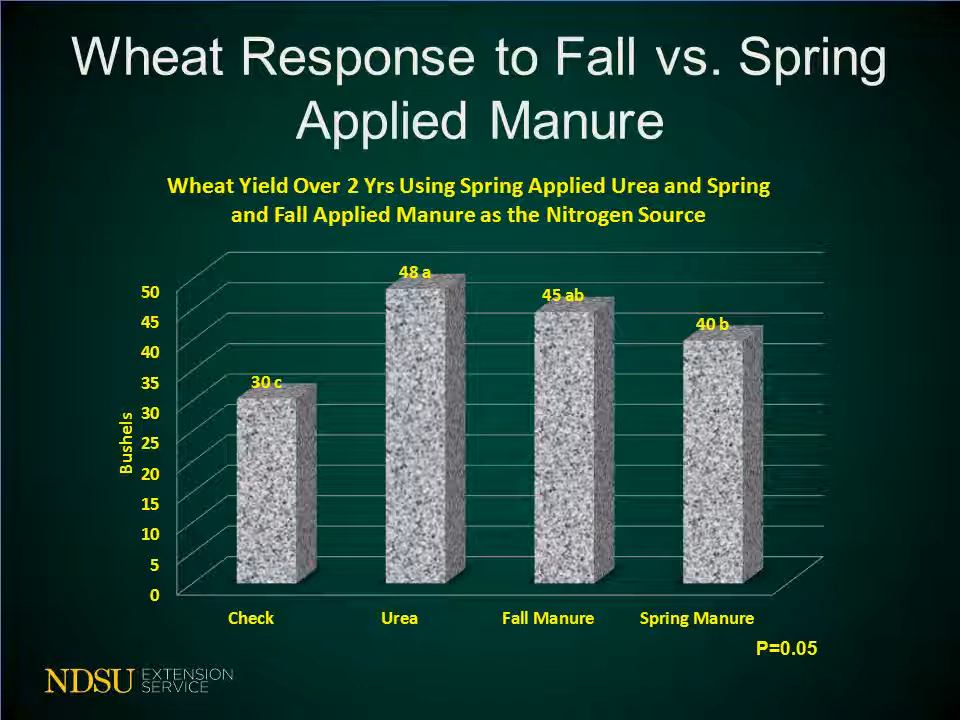 Wheat Response to Fall vs. Spring
Applied Manure
Wheat Yield Over 2 Yrs Using Spring Applied Urea and Spring
and Fall Applied Manure as the Nitrogen Source
Bushels
50
45
40
35
30
25
20
15
10
5
0
30 c
48 a
45 ab
40 b
Check
Urea
Fall Manure
Spring Manure
P=0.05
NDSU EXTENSION
SERVICE